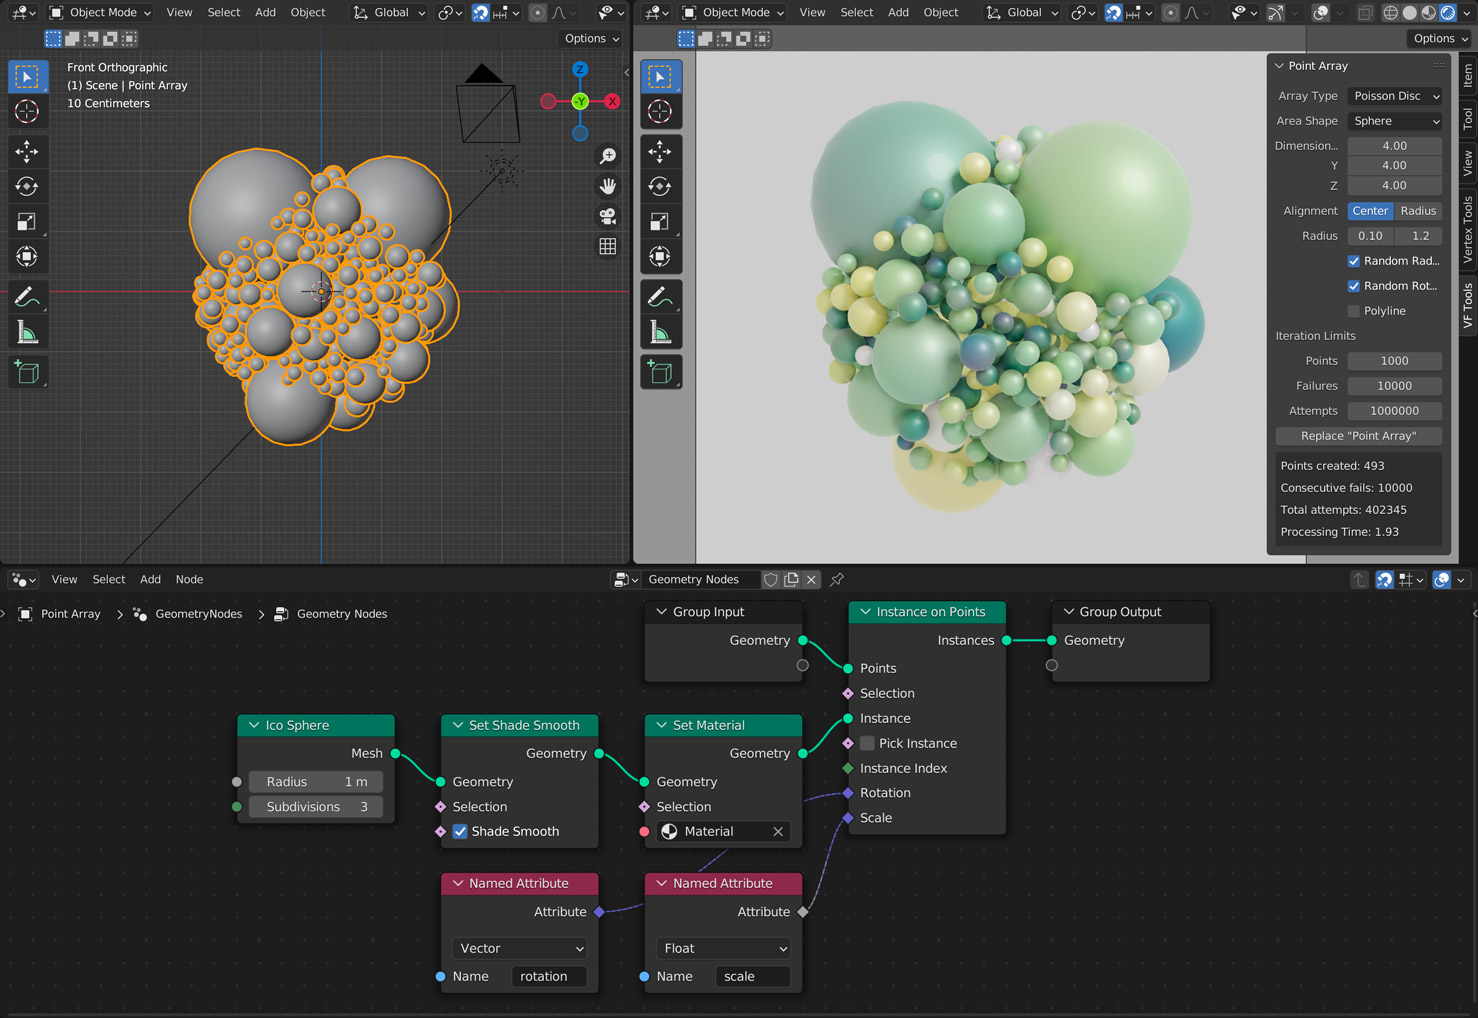 Object Mode View Select Add Object Global
Options
Front Orthographic
(1) Scene | Point Array
10 Centimeters
Z
-Y
X
Object Mode View Select Add Object Global
Options
Point Array
Array Type Poisson Disc
Area Shape Sphere
Dimension... 4.00
Y 4.00
Z 4.00
Alignment Center Radius
Radius 0.10 1.2
Random Rad...
Random Rot...
Polyline
Iteration Limits
Points 1000
Failures 10000
Attempts 1000000
Replace "Point Array"
Points created: 493
Consecutive fails: 10000
Total attempts: 402345
Processing Time: 1.93
Item
Tool
View
Vertex Tools
VF Tools
View Select Add Node
Geometry Nodes
Point Array GeometryNodes Geometry Nodes
Group Input
Geometry
Instance on Points
Instances
Points
Selection
Instance
Pick Instance
Instance Index
Rotation
Scale
Group Output
Geometry
Ico Sphere
Mesh
Radius 1 m
Subdivisions 3
Set Shade Smooth
Geometry
Geometry
Selection
Shade Smooth
Set Material
Geometry
Geometry
Selection
Material
Named Attribute
Attribute
Vector
Name rotation
Named Attribute
Attribute
Float
Name scale